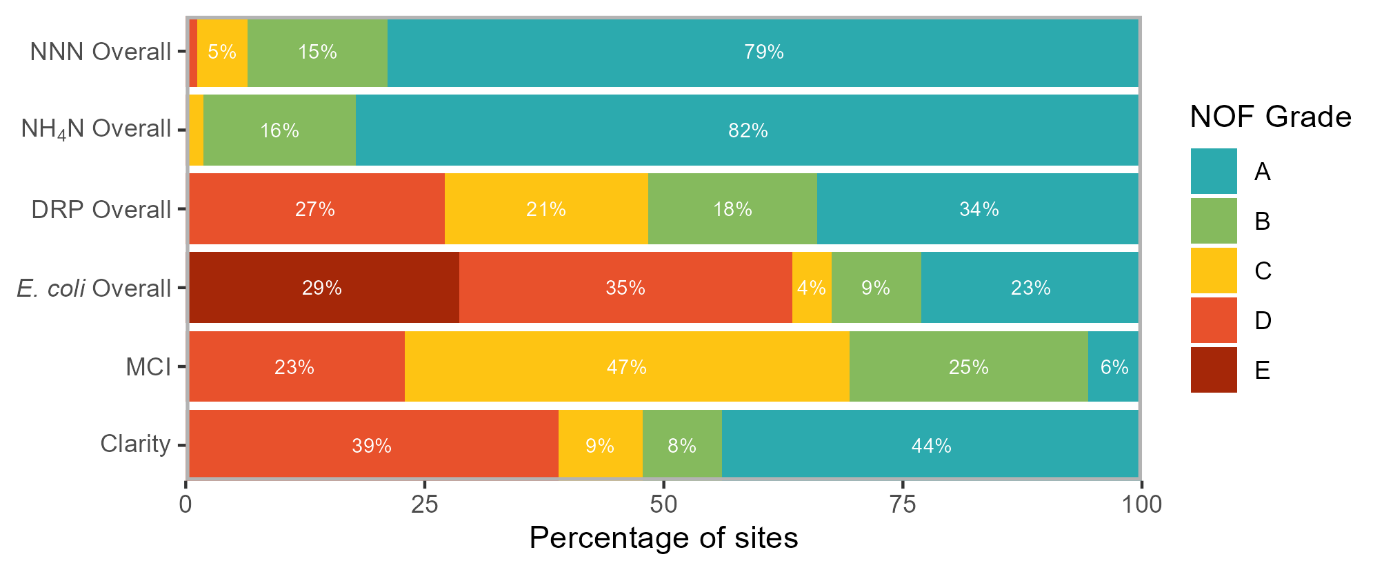 NNN Overall 5% 15% 79%
NH₄N Overall 16% 82%
DRP Overall 27% 21% 18% 34%
E. coli Overall 29% 35% 4% 9% 23%
MCI 23% 47% 25% 6%
Clarity 39% 9% 8% 44%
0 25 50 75 100
Percentage of sites
NOF Grade
A
B
C
D
E